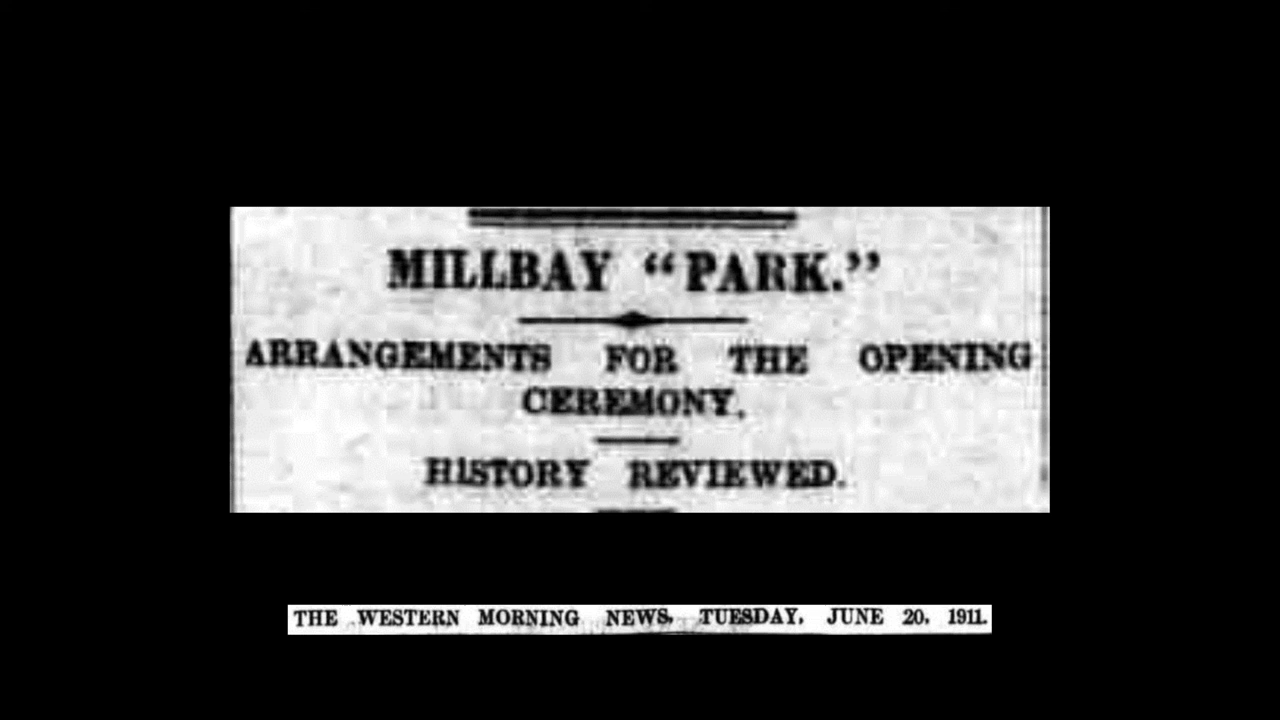 MILLBAY "PARK."
ARRANGEMENTS FOR THE OPENING
CEREMONY.
HISTORY REVIEWED.
THE WESTERN MORNING NEWS, TUESDAY, JUNE 20, 1911.